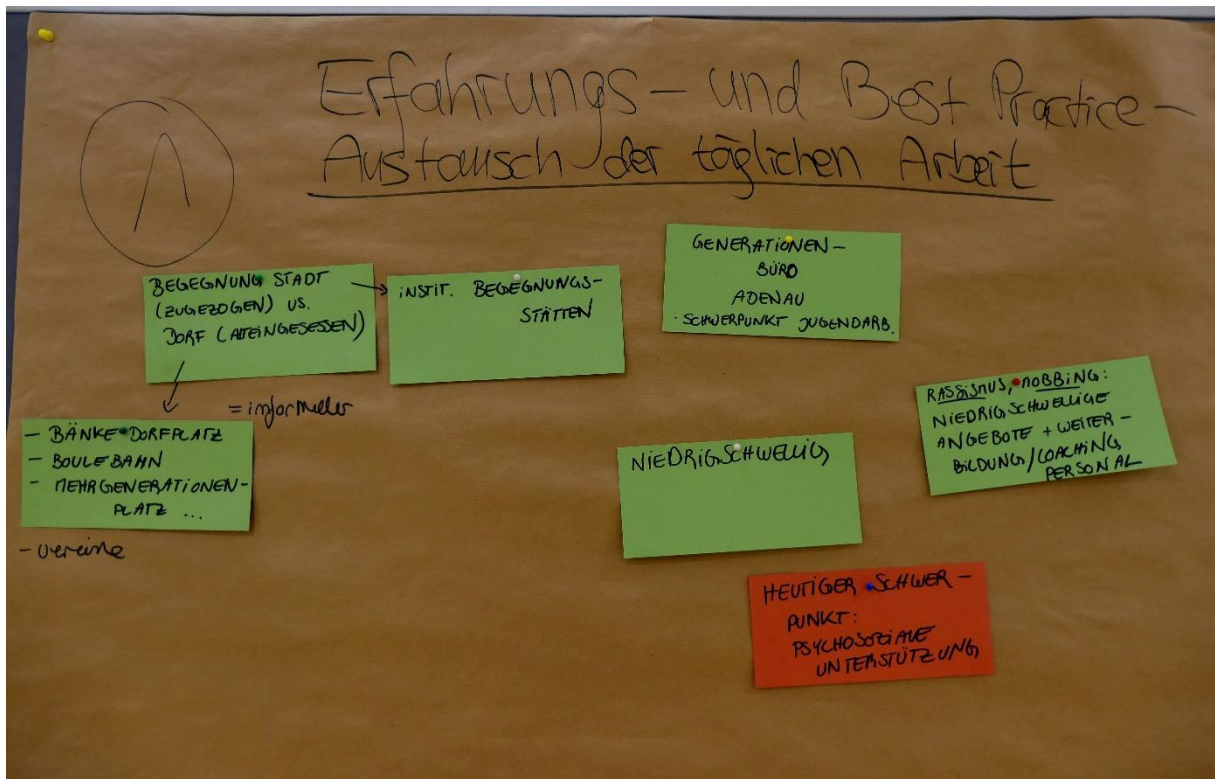 1
Erfahrungs- und Best Practice-
Austausch der täglichen Arbeit
BEGEGNUNG STADT
(ZUGEZOGEN) VS.
DORF (ALTEINGESESSEN)
INSTIT. BEGEGNUNGS-
STÄTTEN
GENERATIONEN-
BÜRO
ADENAU
- SCHWERPUNKT JUGENDARB.
= informeller
- BÄNKE DORFPLATZ
- BOULEBAHN
- MEHRGENERATIONEN-
PLATZ ...
- vereine
NIEDRIGSCHWELLIG
RASSISMUS, MOBBING:
NIEDRIGSCHWELLIGE
ANGEBOTE + WEITER-
BILDUNG/COACHING
PERSONAL
HEUTIGER SCHWER-
PUNKT:
PSYCHOSOZIALE
UNTERSTÜTZUNG